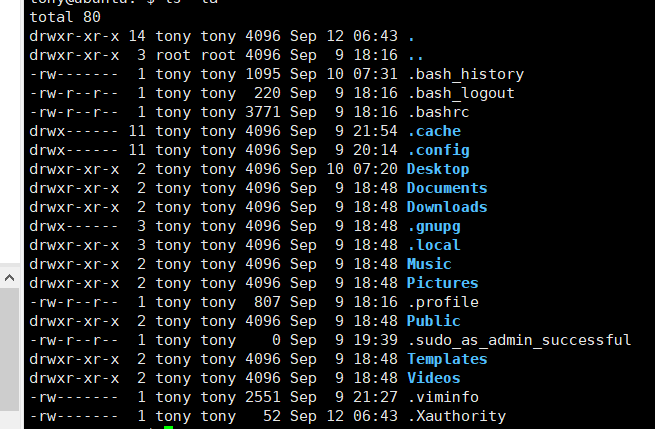 total 80
drwxr-xr-x 14 tony tony 4096 Sep 12 06:43 .
drwxr-xr-x  3 root root 4096 Sep  9 18:16 ..
-rw-------  1 tony tony 1095 Sep 10 07:31 .bash_history
-rw-r--r--  1 tony tony  220 Sep  9 18:16 .bash_logout
-rw-r--r--  1 tony tony 3771 Sep  9 18:16 .bashrc
drwx------ 11 tony tony 4096 Sep  9 21:54 .cache
drwx------ 11 tony tony 4096 Sep  9 20:14 .config
drwxr-xr-x  2 tony tony 4096 Sep 10 07:20 Desktop
drwxr-xr-x  2 tony tony 4096 Sep  9 18:48 Documents
drwxr-xr-x  2 tony tony 4096 Sep  9 18:48 Downloads
drwx------  3 tony tony 4096 Sep  9 18:48 .gnupg
drwxr-xr-x  3 tony tony 4096 Sep  9 18:48 .local
drwxr-xr-x  2 tony tony 4096 Sep  9 18:48 Music
drwxr-xr-x  2 tony tony 4096 Sep  9 18:48 Pictures
-rw-r--r--  1 tony tony  807 Sep  9 18:16 .profile
drwxr-xr-x  2 tony tony 4096 Sep  9 18:48 Public
-rw-r--r--  1 tony tony    0 Sep  9 19:39 .sudo_as_admin_successful
drwxr-xr-x  2 tony tony 4096 Sep  9 18:48 Templates
drwxr-xr-x  2 tony tony 4096 Sep  9 18:48 Videos
-rw-------  1 tony tony 2551 Sep  9 21:27 .viminfo
-rw-------  1 tony tony   52 Sep 12 06:43 .Xauthority